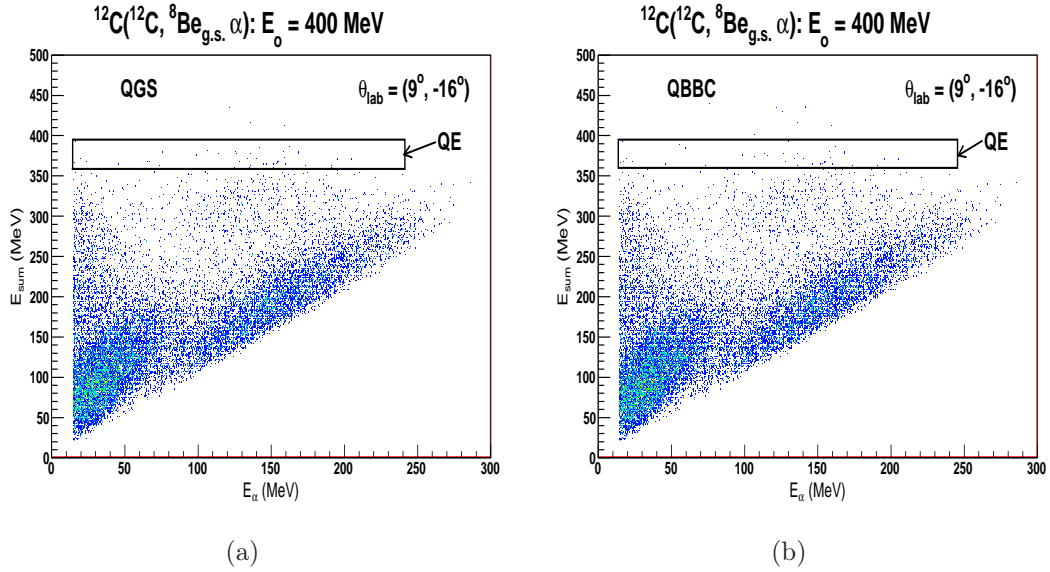 ¹²C(¹²C, ⁸Be_g.s. α): E_o = 400 MeV
QGS
θ_lab = (9°, -16°)
QE
E_sum (MeV)
500
450
400
350
300
250
200
150
100
50
0
0 50 100 150 200 250 300
E_α (MeV)
(a)
¹²C(¹²C, ⁸Be_g.s. α): E_o = 400 MeV
QBBC
θ_lab = (9°, -16°)
QE
E_sum (MeV)
500
450
400
350
300
250
200
150
100
50
0
0 50 100 150 200 250 300
E_α (MeV)
(b)